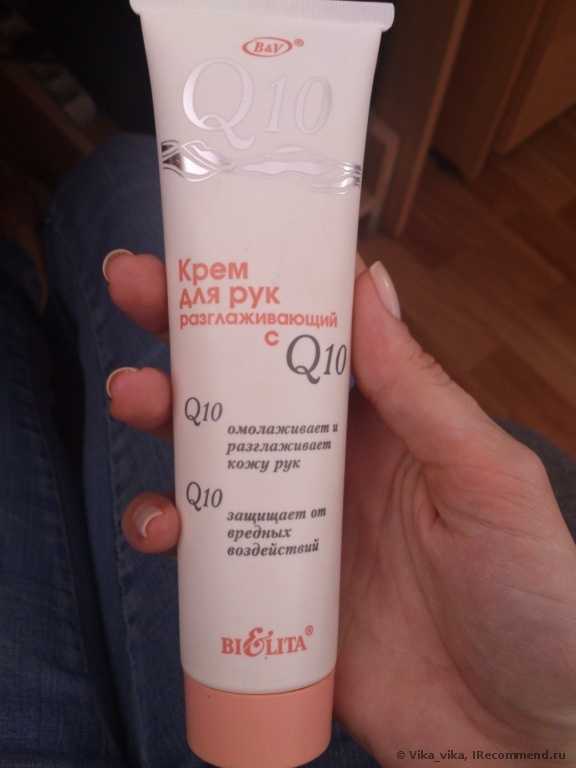 B&V®
Q10
Крем
для рук
разглаживающий
с Q10
Q10
омолаживает и
разглаживает
кожу рук
Q10
защищает от
вредных
воздействий
BIELITA®
© Vika_vika, IRecommend.ru